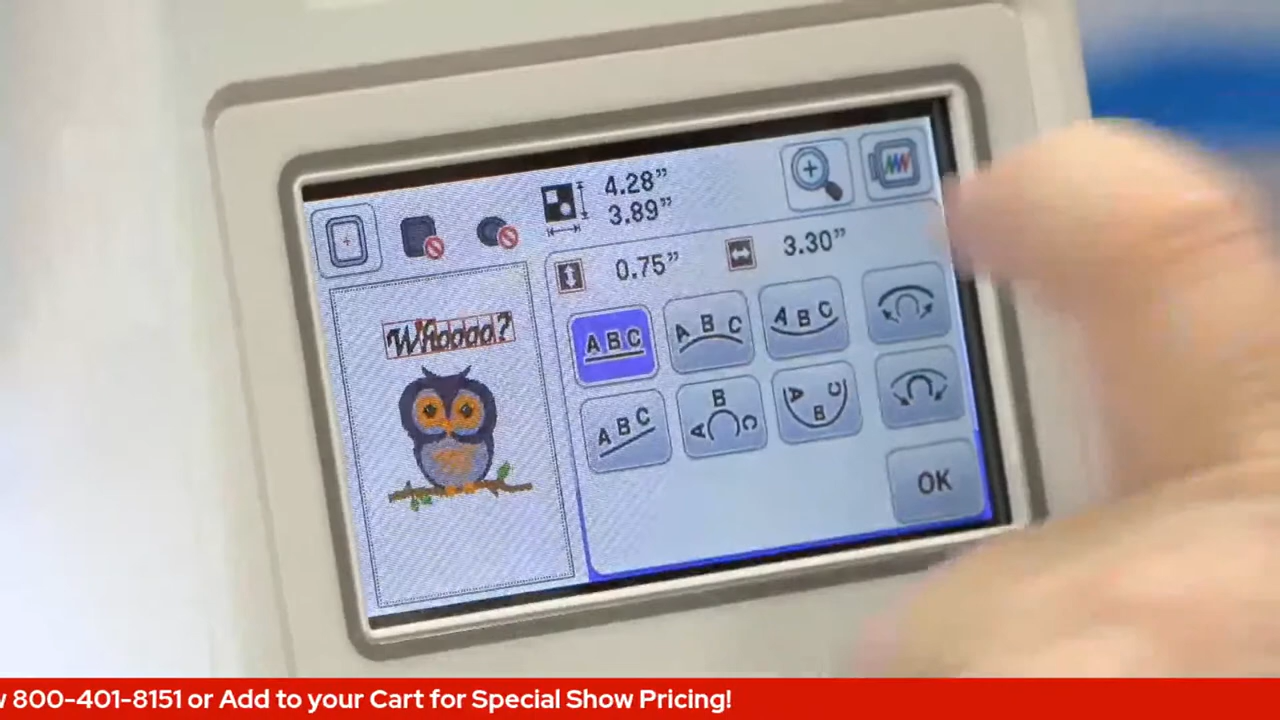 4.28”
3.89”
0.75”
3.30”
Whoooo?
ABC
ABC
ABC
ABC
ABC
ABC
OK
800-401-8151 or Add to your Cart for Special Show Pricing!